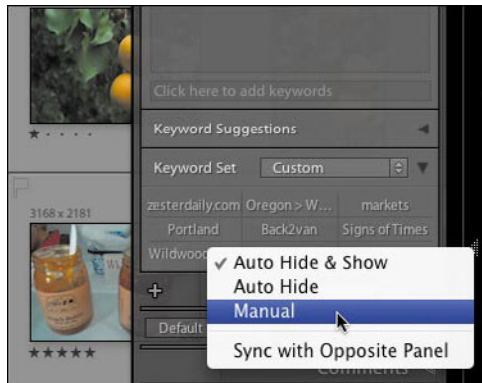 Click here to add keywords
Keyword Suggestions
Keyword Set Custom
3168 x 2181
zesterdaily.com Oregon > W... markets
Portland Back2van Signs of Times
Wildwood
Auto Hide & Show
Auto Hide
Manual
Default
Sync with Opposite Panel
Comments